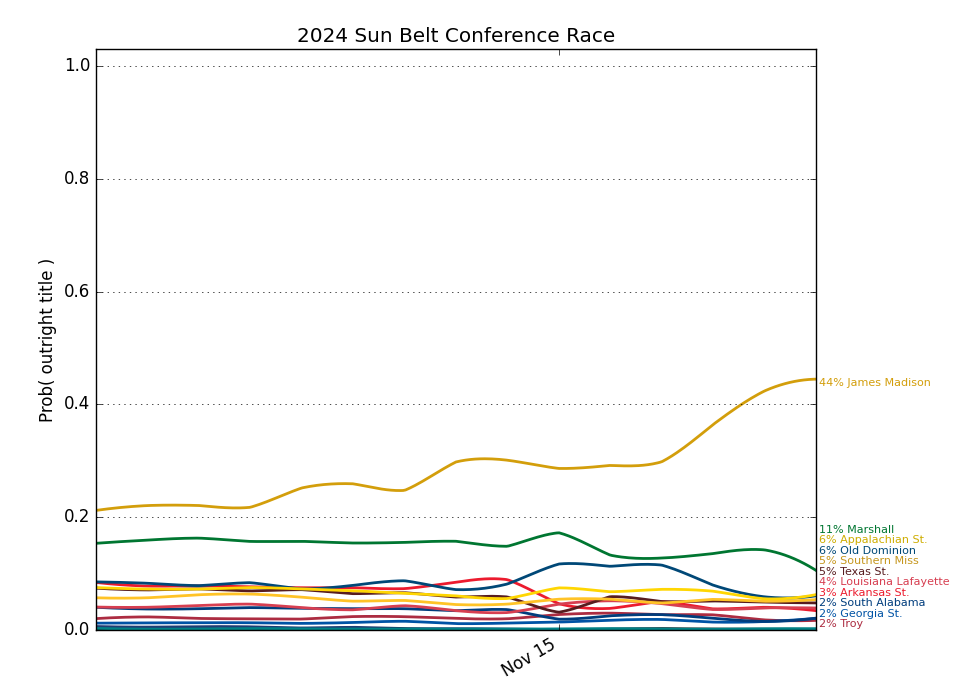 2024 Sun Belt Conference Race
1.0
0.8
0.6
0.4
0.2
0.0
Prob( outright title )
Nov 15
44% James Madison
11% Marshall
6% Appalachian St.
6% Old Dominion
5% Southern Miss
5% Texas St.
4% Louisiana Lafayette
3% Arkansas St.
2% South Alabama
2% Georgia St.
2% Troy